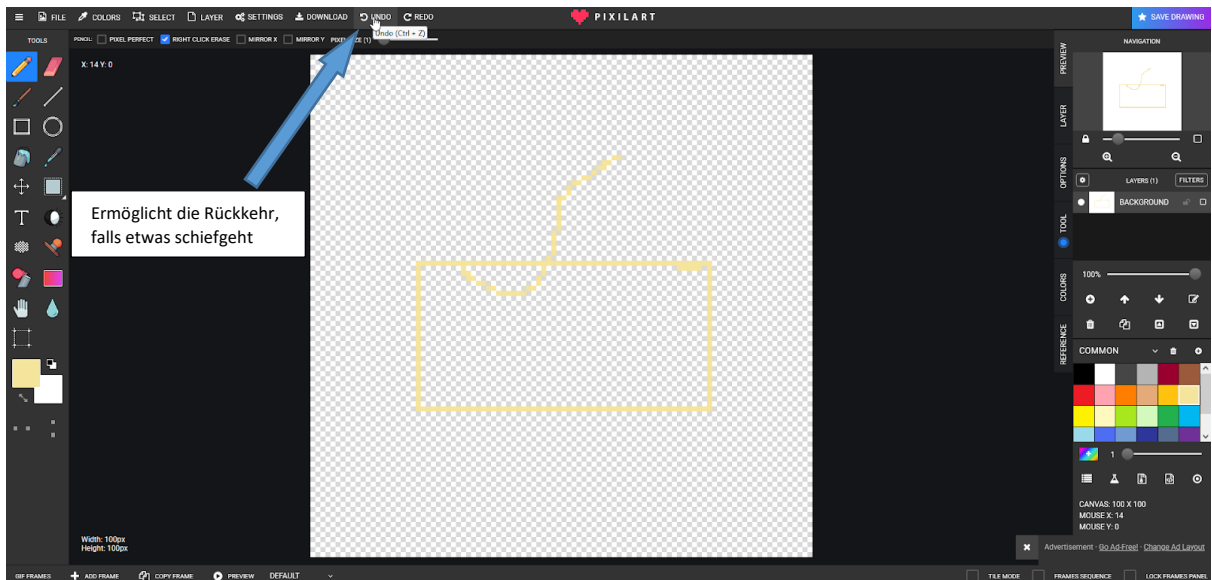 FILE COLORS SELECT LAYER SETTINGS DOWNLOAD UNDO REDO PIXILART SAVE DRAWING
TOOLS
PENCIL: PIXEL PERFECT RIGHT CLICK ERASE MIRROR X MIRROR Y
Undo (Ctrl + Z)
X: 14 Y: 0
Ermöglicht die Rückkehr,
falls etwas schiefgeht
Width: 100px
Height: 100px
PREVIEW
LAYER
OPTIONS
TOOL
COLORS
REFERENCE
NAVIGATION
LAYERS (1) FILTERS
BACKGROUND
100%
COMMON
1
CANVAS: 100 X 100
MOUSE X: 14
MOUSE Y: 0
Advertisement - Go Ad-Free! - Change Ad Layout
GIF FRAMES ADD FRAME COPY FRAME PREVIEW DEFAULT TILE MODE FRAMES SEQUENCE LOCK FRAMES PANEL